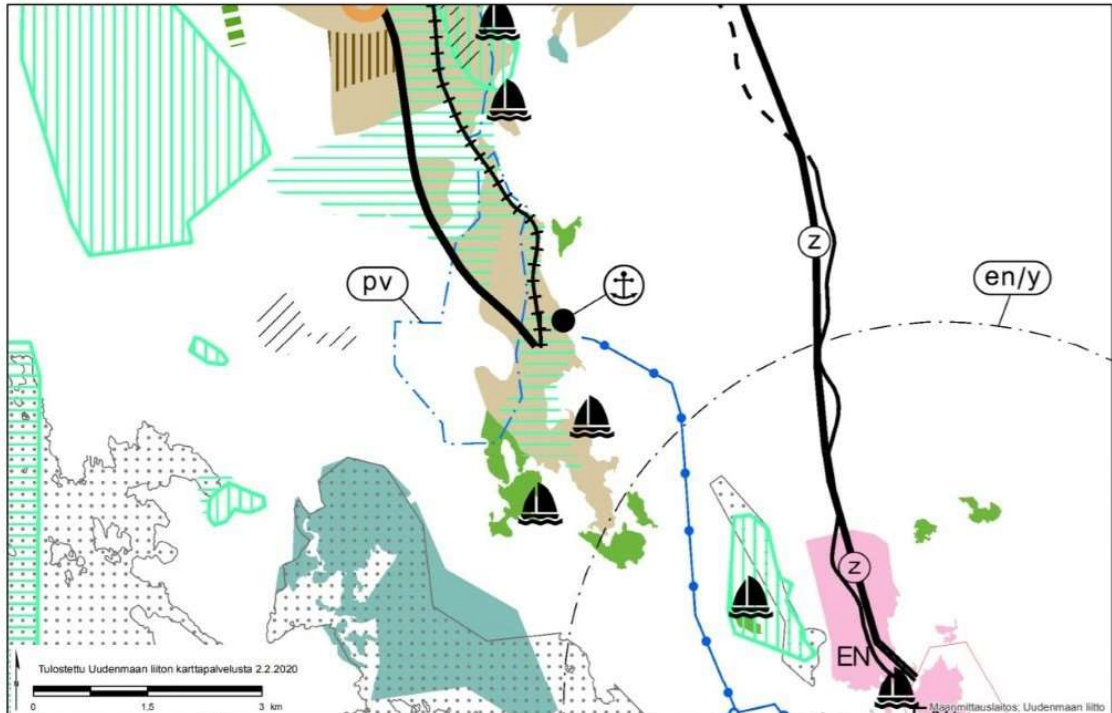 z
pv
en/y
z
EN
Tulostettu Uudenmaan liiton karttapalvelusta 2.2.2020
0 1,5 3 km
Maanmittauslaitos; Uudenmaan liitto